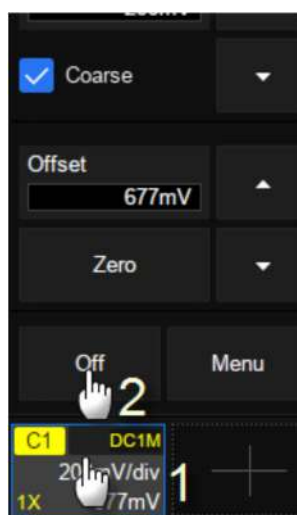 Coarse
Offset
677mV
Zero
Off Menu
2
C1 DC1M
1
1X